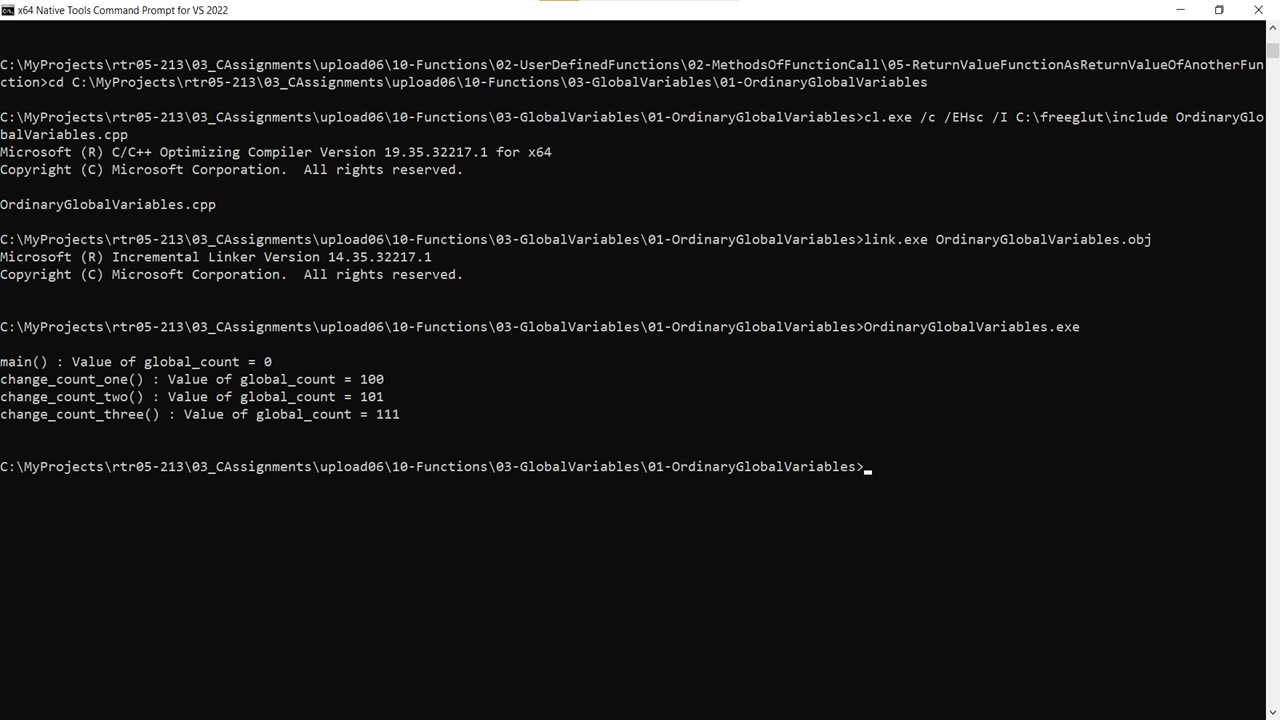 x64 Native Tools Command Prompt for VS 2022
C:\MyProjects\rtr05-213\03_CAssignments\upload06\10-Functions\02-UserDefinedFunctions\02-MethodsOfFunctionCall\05-ReturnValueFunctionAsReturnValueOfAnotherFun
ction>cd C:\MyProjects\rtr05-213\03_CAssignments\upload06\10-Functions\03-GlobalVariables\01-OrdinaryGlobalVariables
C:\MyProjects\rtr05-213\03_CAssignments\upload06\10-Functions\03-GlobalVariables\01-OrdinaryGlobalVariables>cl.exe /c /EHsc /I C:\freeglut\include OrdinaryGlo
balVariables.cpp
Microsoft (R) C/C++ Optimizing Compiler Version 19.35.32217.1 for x64
Copyright (C) Microsoft Corporation.  All rights reserved.
OrdinaryGlobalVariables.cpp
C:\MyProjects\rtr05-213\03_CAssignments\upload06\10-Functions\03-GlobalVariables\01-OrdinaryGlobalVariables>link.exe OrdinaryGlobalVariables.obj
Microsoft (R) Incremental Linker Version 14.35.32217.1
Copyright (C) Microsoft Corporation.  All rights reserved.
C:\MyProjects\rtr05-213\03_CAssignments\upload06\10-Functions\03-GlobalVariables\01-OrdinaryGlobalVariables>OrdinaryGlobalVariables.exe
main() : Value of global_count = 0
change_count_one() : Value of global_count = 100
change_count_two() : Value of global_count = 101
change_count_three() : Value of global_count = 111
C:\MyProjects\rtr05-213\03_CAssignments\upload06\10-Functions\03-GlobalVariables\01-OrdinaryGlobalVariables>